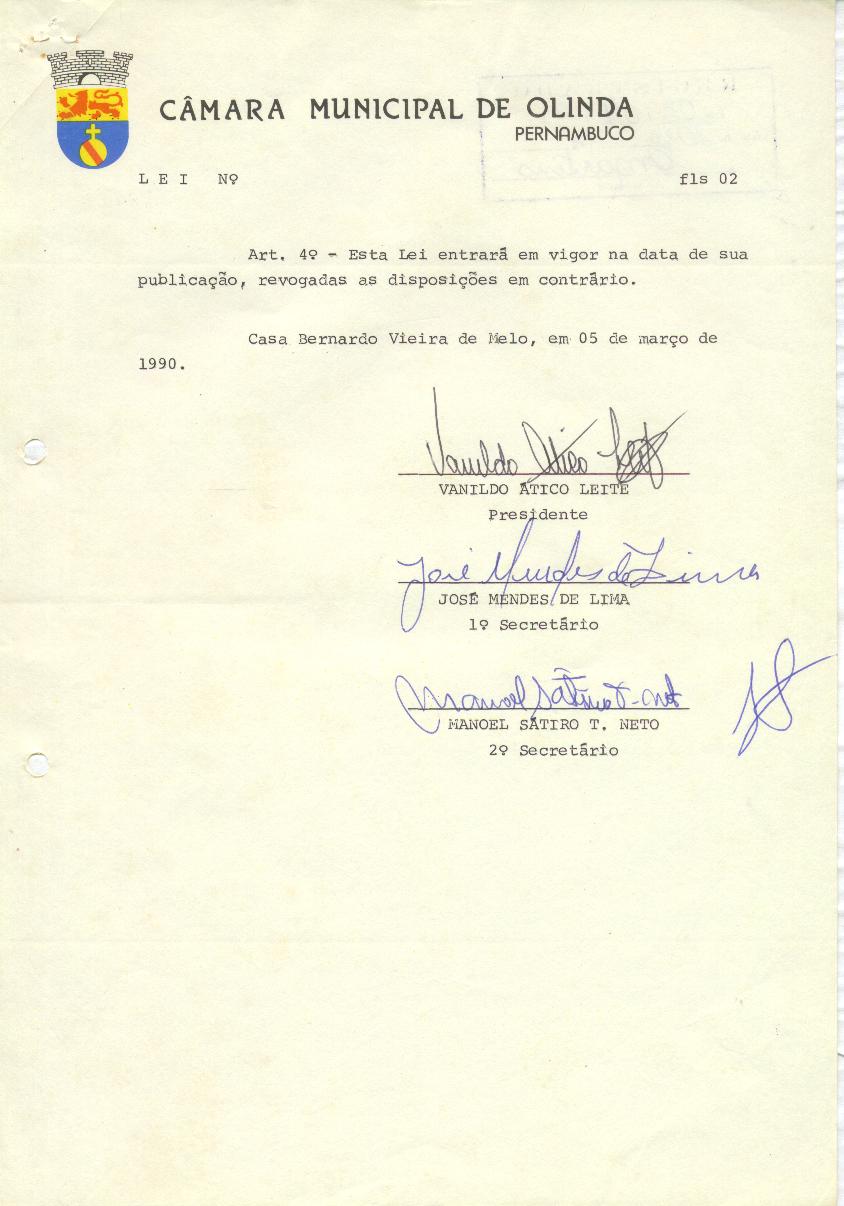 CÂMARA MUNICIPAL DE OLINDA
PERNAMBUCO
L E I Nº fls 02
Art. 4º - Esta Lei entrará em vigor na data de sua
publicação, revogadas as disposições em contrário.
Casa Bernardo Vieira de Melo, em 05 de março de
1990.
Vanildo Ático Leite
VANILDO ÁTICO LEITE
Presidente
José Mendes de Lima
JOSÉ MENDES DE LIMA
1º Secretário
Manoel Sátiro T. Neto
MANOEL SÁTIRO T. NETO
2º Secretário